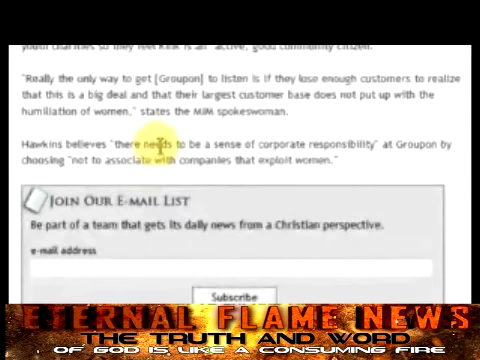 youth charities so they feel Kink is an "active, good community citizen."
"Really the only way to get [Groupon] to listen is if they lose enough customers to realize
that this is a big deal and that their largest customer base does not put up with the
humiliation of women," states the MJM spokeswoman.
Hawkins believes "there needs to be a sense of corporate responsibility" at Groupon by
choosing "not to associate with companies that exploit women."
JOIN OUR E-MAIL LIST
Be part of a team that gets its daily news from a Christian perspective.
e-mail address
Subscribe
ETERNAL FLAME NEWS
THE TRUTH AND WORD
OF GOD IS LIKE A CONSUMING FIRE